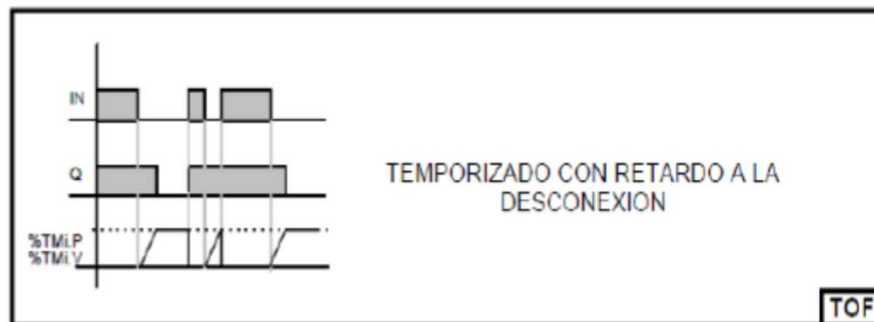 IN
Q
%TMi.P
%TMi.V
TEMPORIZADO CON RETARDO A LA
DESCONEXION
TOF